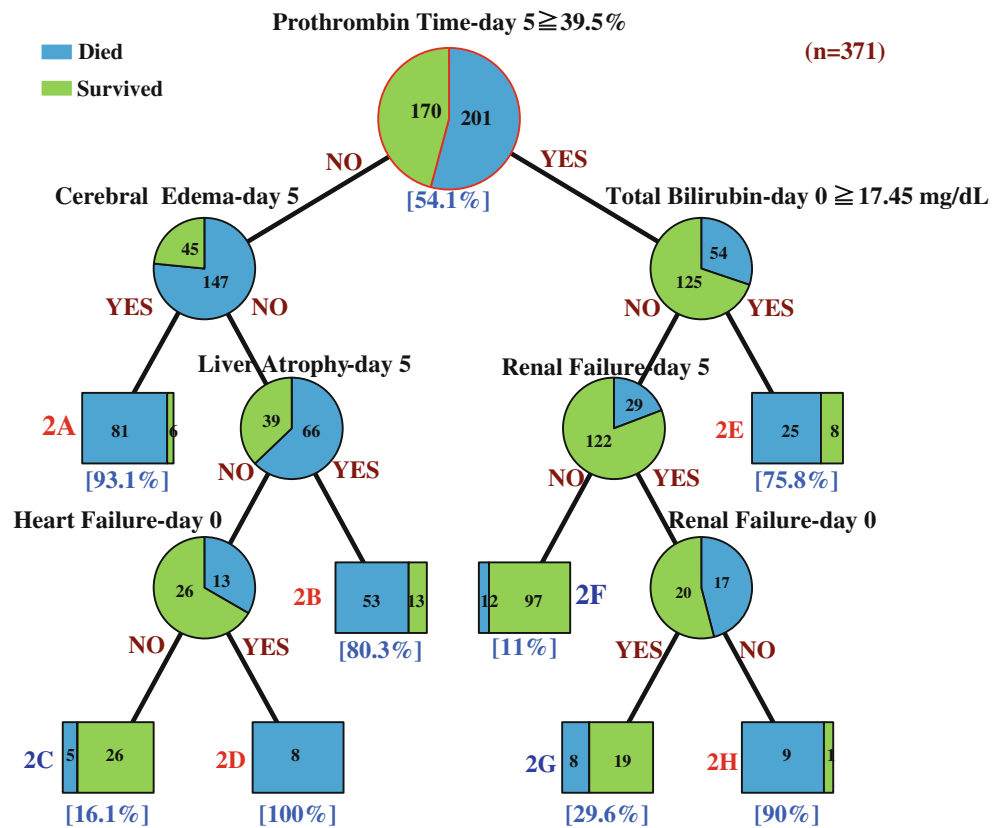 Prothrombin Time-day 5≧39.5%
Died
(n=371)
Survived
170
201
NO
YES
[54.1%]
Cerebral Edema-day 5
Total Bilirubin-day 0 ≧17.45 mg/dL
45
147
54
125
YES
NO
NO
YES
Liver Atrophy-day 5
Renal Failure-day 5
2A
81
6
[93.1%]
39
66
29
122
2E
25
8
[75.8%]
NO
YES
NO
YES
Heart Failure-day 0
Renal Failure-day 0
26
13
2B
53
13
[80.3%]
12
97
2F
[11%]
20
17
NO
YES
YES
NO
2C
5
26
[16.1%]
2D
8
[100%]
2G
8
19
[29.6%]
2H
9
1
[90%]